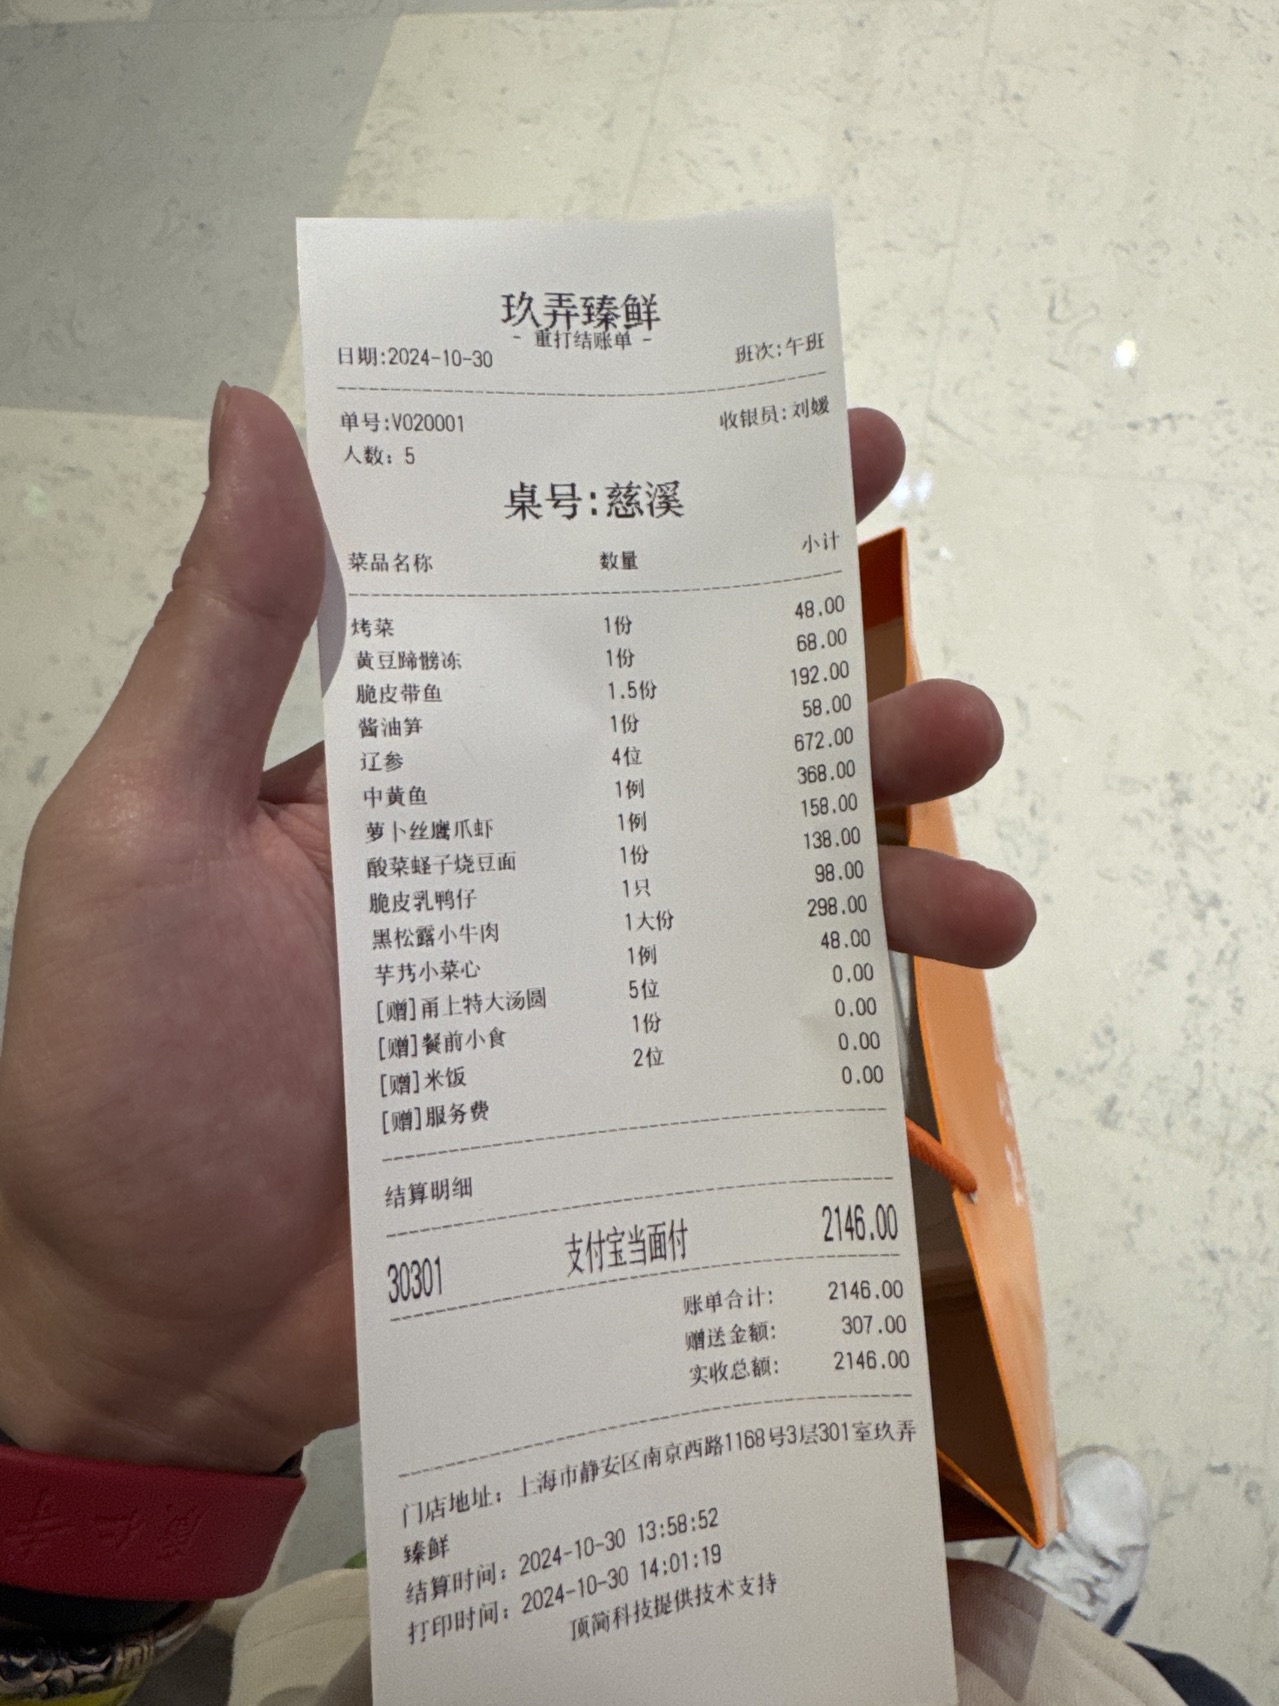 玖弄臻鲜
- 重打结账单 -
日期:2024-10-30 班次:午班
单号:V020001 收银员:刘媛
人数: 5
桌号:慈溪
菜品名称 数量 小计
烤菜 1份 48.00
黄豆蹄髈冻 1份 68.00
脆皮带鱼 1.5份 192.00
酱油笋 1份 58.00
辽参 4位 672.00
中黄鱼 1例 368.00
萝卜丝鹰爪虾 1例 158.00
酸菜蛏子烧豆面 1份 138.00
脆皮乳鸭仔 1只 98.00
黑松露小牛肉 1大份 298.00
芋艿小菜心 1例 48.00
[赠]甬上特大汤圆 5位 0.00
[赠]餐前小食 1份 0.00
[赠]米饭 2位 0.00
[赠]服务费 0.00
结算明细
30301 支付宝当面付 2146.00
账单合计: 2146.00
赠送金额: 307.00
实收总额: 2146.00
门店地址: 上海市静安区南京西路1168号3层301室玖弄
臻鲜
结算时间: 2024-10-30 13:58:52
打印时间: 2024-10-30 14:01:19
顶简科技提供技术支持